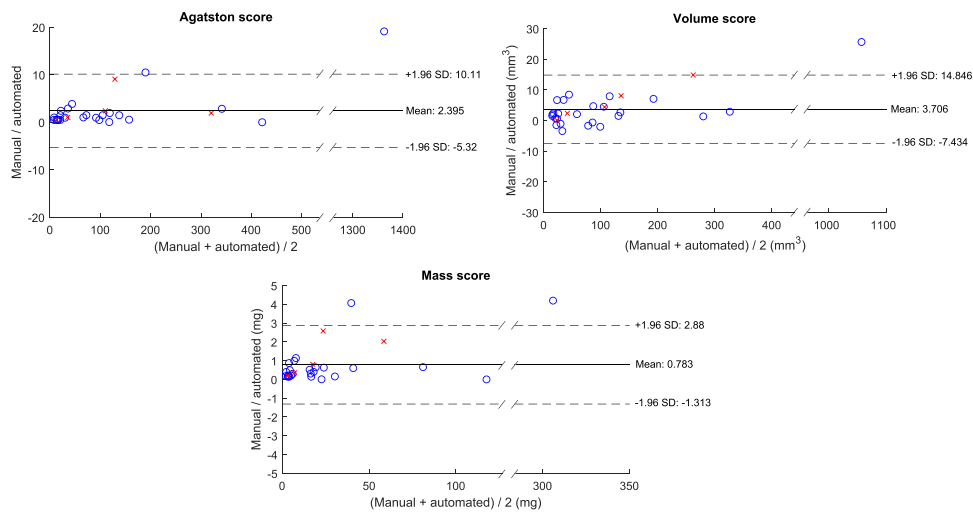 Agatston score
20
10
0
-10
-20
Manual / automated
+1.96 SD: 10.11
Mean: 2.395
-1.96 SD: -5.32
0 100 200 300 400 500 1300 1400
(Manual + automated) / 2
Volume score
30
20
10
0
-10
-20
-30
Manual / automated (mm3)
+1.96 SD: 14.846
Mean: 3.706
-1.96 SD: -7.434
0 100 200 300 400 1000 1100
(Manual + automated) / 2 (mm3)
Mass score
5
4
3
2
1
0
-1
-2
-3
-4
-5
Manual / automated (mg)
+1.96 SD: 2.88
Mean: 0.783
-1.96 SD: -1.313
0 50 100 300 350
(Manual + automated) / 2 (mg)